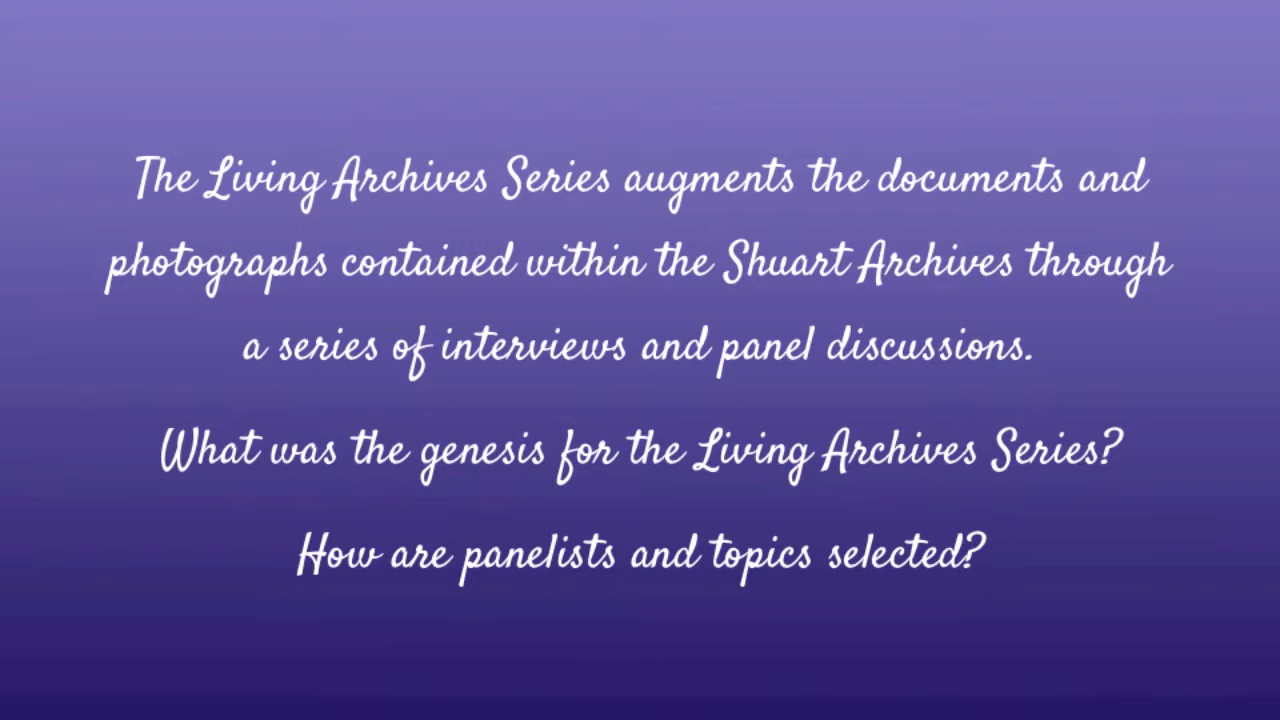 The Living Archives Series augments the documents and
photographs contained within the Shuart Archives through
a series of interviews and panel discussions.
What was the genesis for the Living Archives Series?
How are panelists and topics selected?